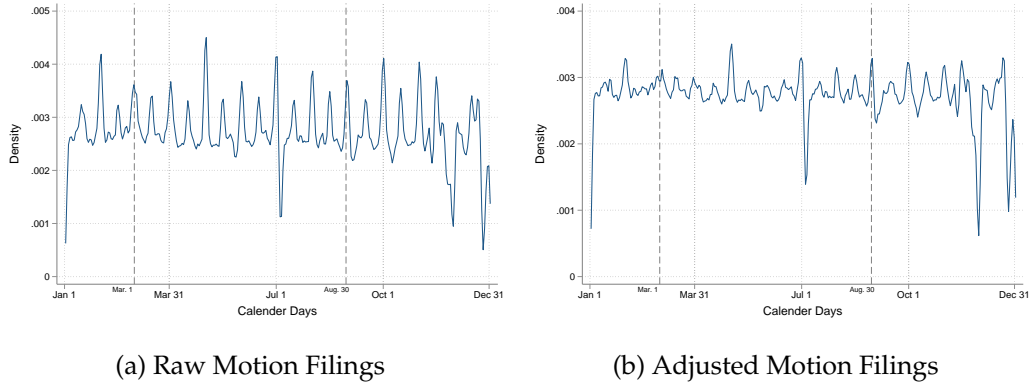 .005
.004
.003
.002
.001
0
Density
Jan 1
Mar. 1
Mar 31
Jul 1
Aug. 30
Oct 1
Dec 31
Calender Days
(a) Raw Motion Filings
.004
.003
.002
.001
0
Density
Jan 1
Mar. 1
Mar 31
Jul 1
Aug. 30
Oct 1
Dec 31
Calender Days
(b) Adjusted Motion Filings